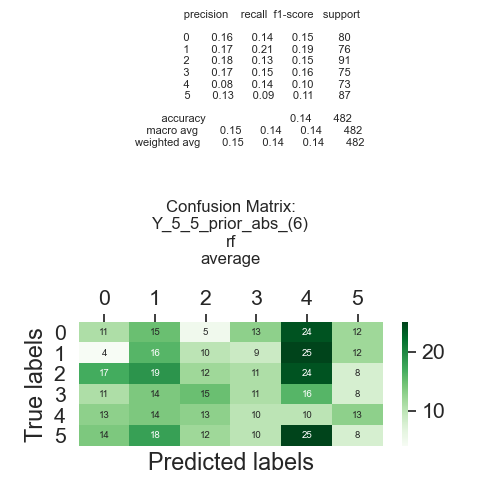 precision recall f1-score support
0 0.16 0.14 0.15 80
1 0.17 0.21 0.19 76
2 0.18 0.13 0.15 91
3 0.17 0.15 0.16 75
4 0.08 0.14 0.10 73
5 0.13 0.09 0.11 87
accuracy 0.14 482
macro avg 0.15 0.14 0.14 482
weighted avg 0.15 0.14 0.14 482
Confusion Matrix:
Y_5_5_prior_abs_(6)
rf
average
0 1 2 3 4 5
True labels
0 11 15 5 13 24 12
1 4 16 10 9 25 12
2 17 19 12 11 24 8
3 11 14 15 11 16 8
4 13 14 13 10 10 13
5 14 18 12 10 25 8
Predicted labels
20
10